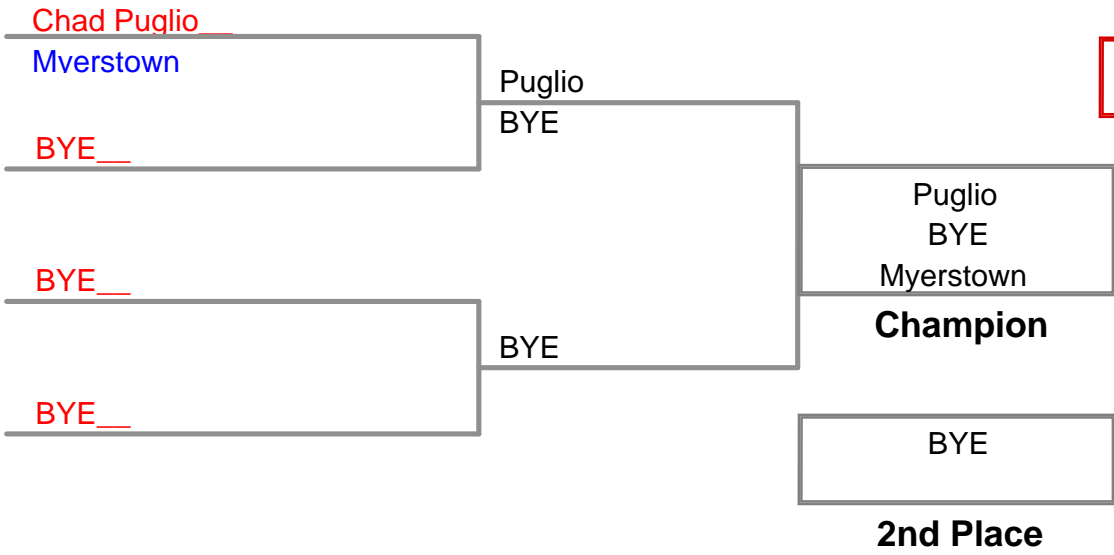 Chad Puglio__
Myerstown
Puglio
BYE
BYE__
Puglio
BYE
Myerstown
BYE__
Champion
BYE
BYE__
BYE
2nd Place